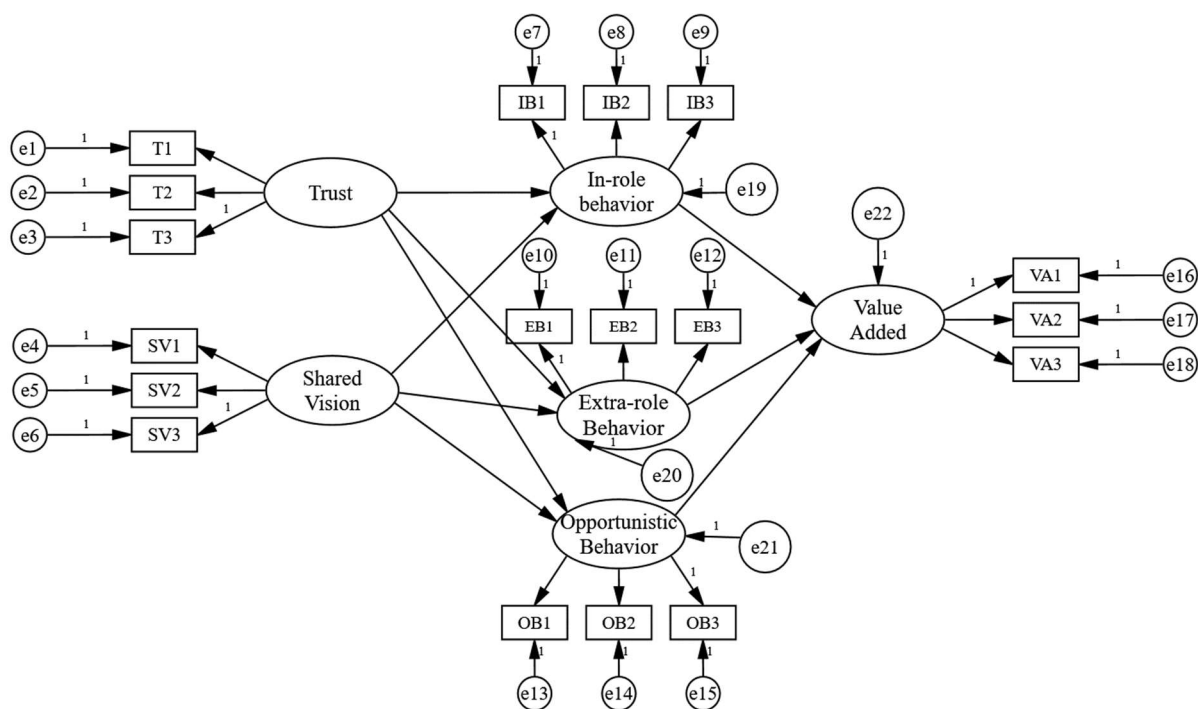 e7
e8
e9
1
1
1
IB1
IB2
IB3
1
e1
1
T1
e2
1
T2
e3
1
T3
1
Trust
In-role
behavior
1
e19
e22
1
e10
e11
e12
1
1
1
EB1
EB2
EB3
1
Value
Added
1
VA1
1
e16
VA2
1
e17
VA3
1
e18
e4
1
SV1
e5
1
SV2
e6
1
SV3
1
Shared
Vision
Extra-role
Behavior
1
e20
Opportunistic
Behavior
1
e21
1
OB1
OB2
OB3
1
1
1
e13
e14
e15